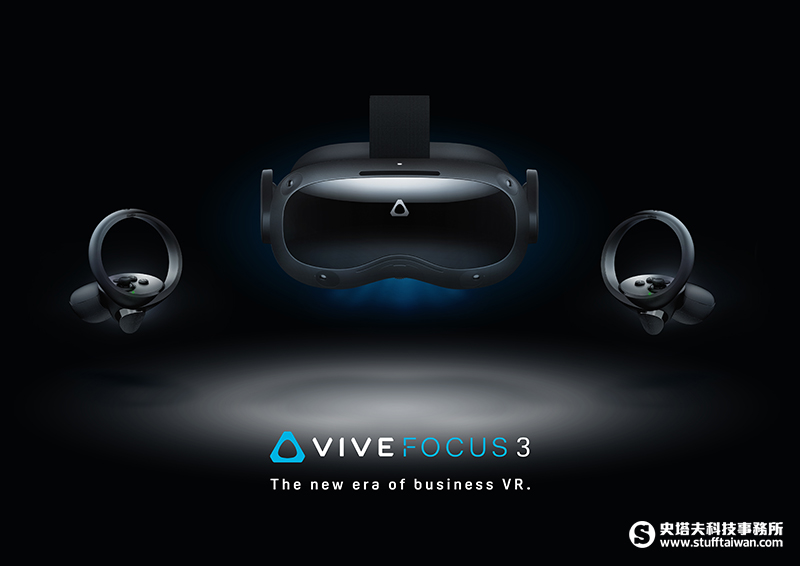 VIVE FOCUS 3
The new era of business VR.
史塔夫科技事務所
www.stufftaiwan.com